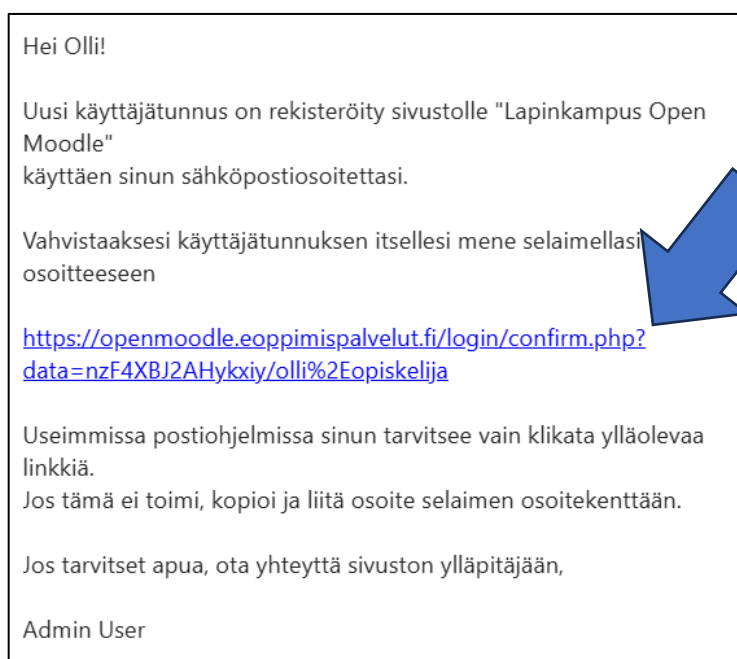 Hei Olli!
Uusi käyttäjätunnus on rekisteröity sivustolle "Lapinkampus Open
Moodle"
käyttäen sinun sähköpostiosoitettasi.
Vahvistaaksesi käyttäjätunnuksen itsellesi mene selaimellasi
osoitteeseen
https://openmoodle.eoppimispalvelut.fi/login/confirm.php?
data=nzF4XBJ2AHykxiy/olli%2Eopiskelija
Useimmissa postiohjelmissa sinun tarvitsee vain klikata ylläolevaa
linkkiä.
Jos tämä ei toimi, kopioi ja liitä osoite selaimen osoitekenttään.
Jos tarvitset apua, ota yhteyttä sivuston ylläpitäjään,
Admin User